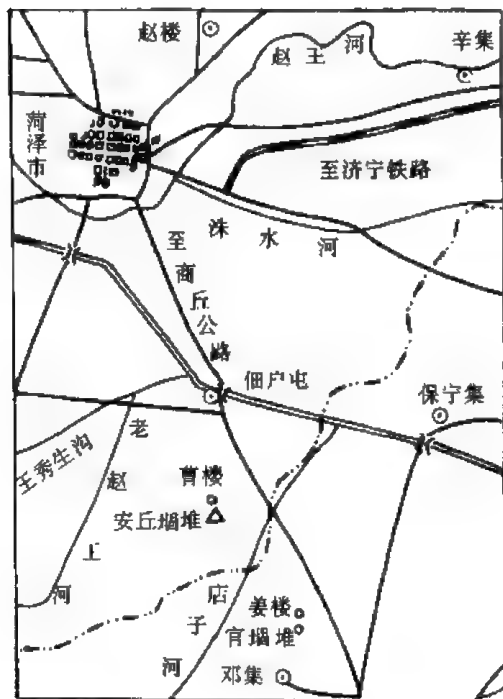 赵楼
赵王河
辛集
菏泽市
至济宁铁路
洙水河
至商丘公路
佃户屯
保宁集
王秀生沟
老赵王河
曹楼
安丘堌堆
店子河
姜楼
官堌堆
邓集